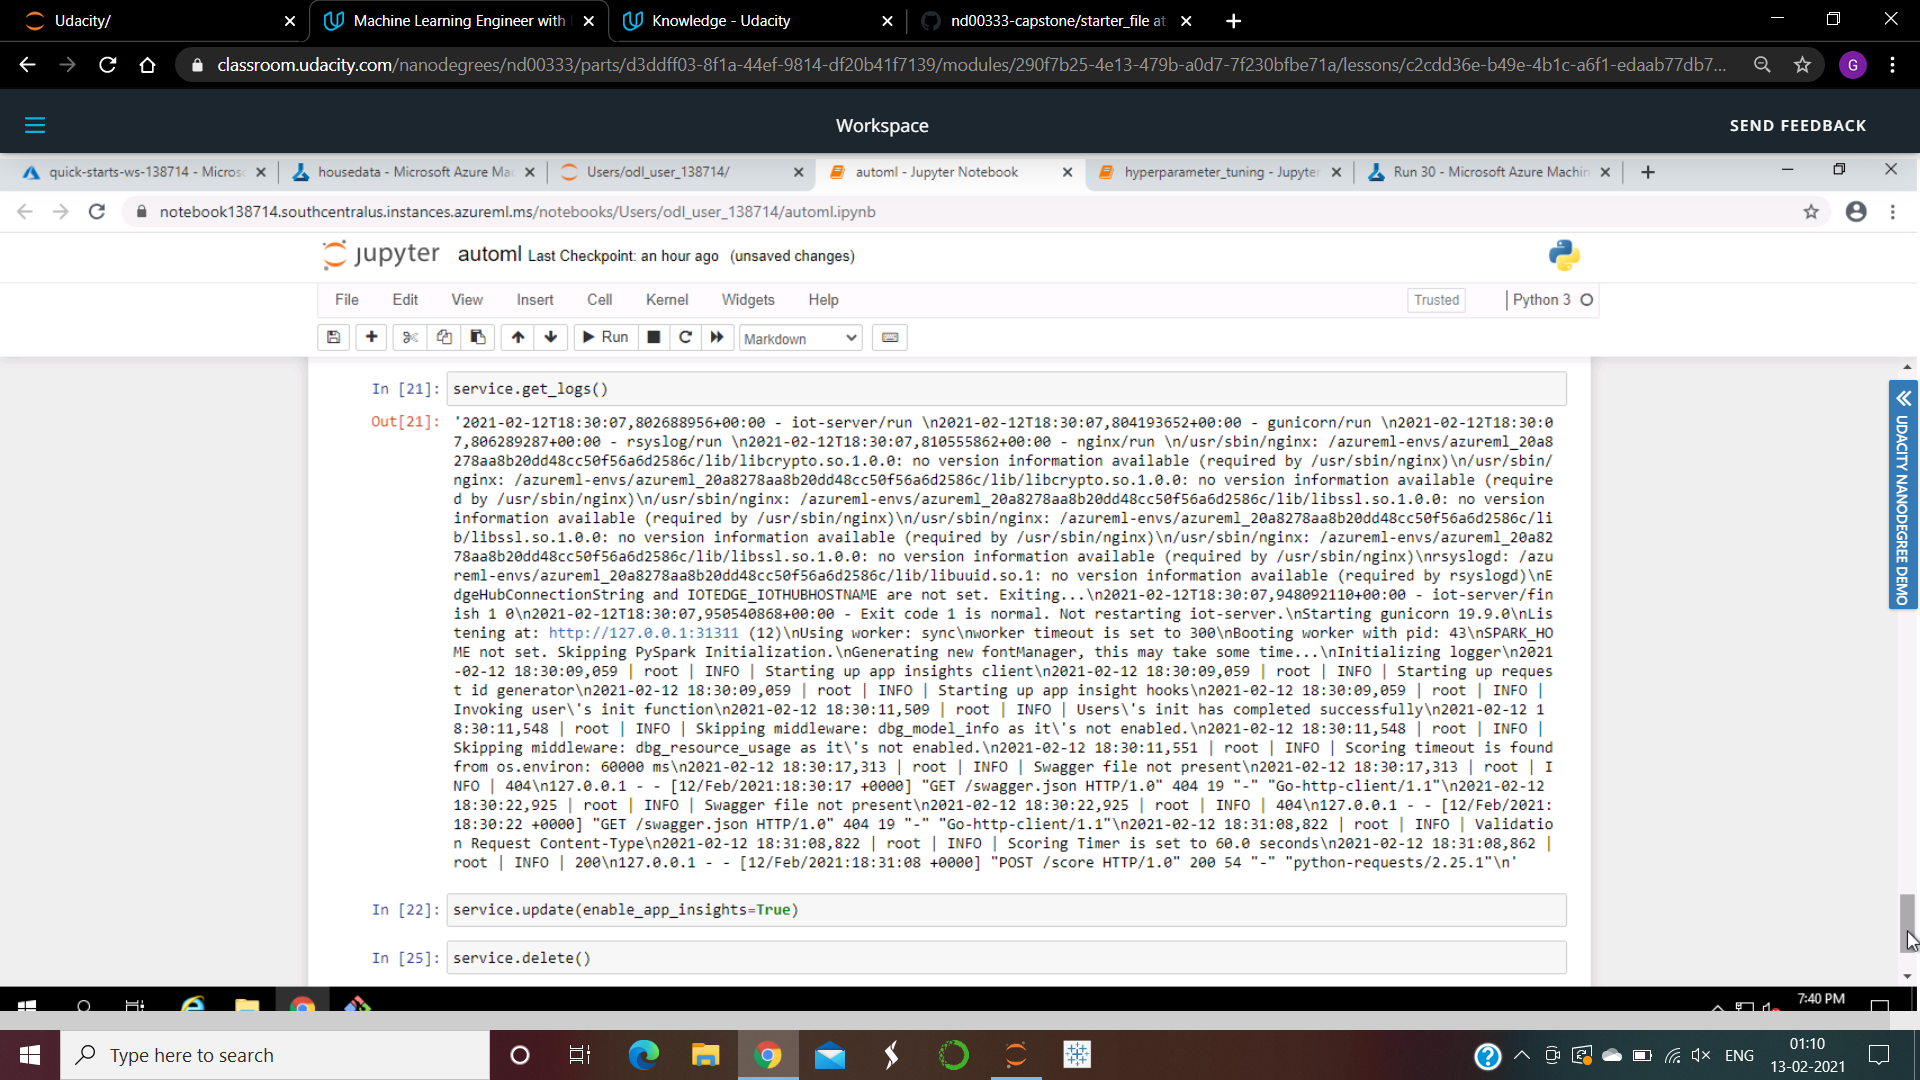 Udacity/
Machine Learning Engineer with
Knowledge - Udacity
nd00333-capstone/starter_file at
classroom.udacity.com/nanodegrees/nd00333/parts/d3ddff03-8f1a-44ef-9814-df20b41f7139/modules/290f7b25-4e13-479b-a0d7-7f230bfbe71a/lessons/c2cdd36e-b49e-4b1c-a6f1-edaab77db7...
G
Workspace
SEND FEEDBACK
quick-starts-ws-138714 - Micros
housedata - Microsoft Azure Mac
Users/odl_user_138714/
automl - Jupyter Notebook
hyperparameter_tuning - Jupyter
Run 30 - Microsoft Azure Machin
notebook138714.southcentralus.instances.azureml.ms/notebooks/Users/odl_user_138714/automl.ipynb
jupyter automl Last Checkpoint: an hour ago (unsaved changes)
File Edit View Insert Cell Kernel Widgets Help
Trusted
Python 3
Run
Markdown
In [21]: service.get_logs()
Out[21]: '2021-02-12T18:30:07,802688956+00:00 - iot-server/run \n2021-02-12T18:30:07,804193652+00:00 - gunicorn/run \n2021-02-12T18:30:0
7,806289287+00:00 - rsyslog/run \n2021-02-12T18:30:07,810555862+00:00 - nginx/run \n/usr/sbin/nginx: /azureml-envs/azureml_20a8
278aa8b20dd48cc50f56a6d2586c/lib/libcrypto.so.1.0.0: no version information available (required by /usr/sbin/nginx)\n/usr/sbin/
nginx: /azureml-envs/azureml_20a8278aa8b20dd48cc50f56a6d2586c/lib/libcrypto.so.1.0.0: no version information available (require
d by /usr/sbin/nginx)\n/usr/sbin/nginx: /azureml-envs/azureml_20a8278aa8b20dd48cc50f56a6d2586c/lib/libssl.so.1.0.0: no version
information available (required by /usr/sbin/nginx)\n/usr/sbin/nginx: /azureml-envs/azureml_20a8278aa8b20dd48cc50f56a6d2586c/li
b/libssl.so.1.0.0: no version information available (required by /usr/sbin/nginx)\n/usr/sbin/nginx: /azureml-envs/azureml_20a82
78aa8b20dd48cc50f56a6d2586c/lib/libssl.so.1.0.0: no version information available (required by /usr/sbin/nginx)\nrsyslogd: /azu
reml-envs/azureml_20a8278aa8b20dd48cc50f56a6d2586c/lib/libuuid.so.1: no version information available (required by rsyslogd)\nE
dgeHubConnectionString and IOTEDGE_IOTHUBHOSTNAME are not set. Exiting...\n2021-02-12T18:30:07,948092110+00:00 - iot-server/fin
ish 1 0\n2021-02-12T18:30:07,950540868+00:00 - Exit code 1 is normal. Not restarting iot-server.\nStarting gunicorn 19.9.0\nLis
tening at: http://127.0.0.1:31311 (12)\nUsing worker: sync\nworker timeout is set to 300\nBooting worker with pid: 43\nSPARK_HO
ME not set. Skipping PySpark Initialization.\nGenerating new fontManager, this may take some time...\nInitializing logger\n2021
-02-12 18:30:09,059 | root | INFO | Starting up app insights client\n2021-02-12 18:30:09,059 | root | INFO | Starting up reques
t id generator\n2021-02-12 18:30:09,059 | root | INFO | Starting up app insight hooks\n2021-02-12 18:30:09,059 | root | INFO |
Invoking user\'s init function\n2021-02-12 18:30:11,509 | root | INFO | Users\'s init has completed successfully\n2021-02-12 1
8:30:11,548 | root | INFO | Skipping middleware: dbg_model_info as it\'s not enabled.\n2021-02-12 18:30:11,548 | root | INFO |
Skipping middleware: dbg_resource_usage as it\'s not enabled.\n2021-02-12 18:30:11,551 | root | INFO | Scoring timeout is found
from os.environ: 60000 ms\n2021-02-12 18:30:17,313 | root | INFO | Swagger file not present\n2021-02-12 18:30:17,313 | root | I
NFO | 404\n127.0.0.1 - - [12/Feb/2021:18:30:17 +0000] "GET /swagger.json HTTP/1.0" 404 19 "-" "Go-http-client/1.1"\n2021-02-12
18:30:22,925 | root | INFO | Swagger file not present\n2021-02-12 18:30:22,925 | root | INFO | 404\n127.0.0.1 - - [12/Feb/2021:
18:30:22 +0000] "GET /swagger.json HTTP/1.0" 404 19 "-" "Go-http-client/1.1"\n2021-02-12 18:31:08,822 | root | INFO | Validatio
n Request Content-Type\n2021-02-12 18:31:08,822 | root | INFO | Scoring Timer is set to 60.0 seconds\n2021-02-12 18:31:08,862 |
root | INFO | 200\n127.0.0.1 - - [12/Feb/2021:18:31:08 +0000] "POST /score HTTP/1.0" 200 54 "-" "python-requests/2.25.1"\n'
In [22]: service.update(enable_app_insights=True)
In [25]: service.delete()
UDACITY NANODEGREE DEMO
7:40 PM
Type here to search
ENG
01:10
13-02-2021